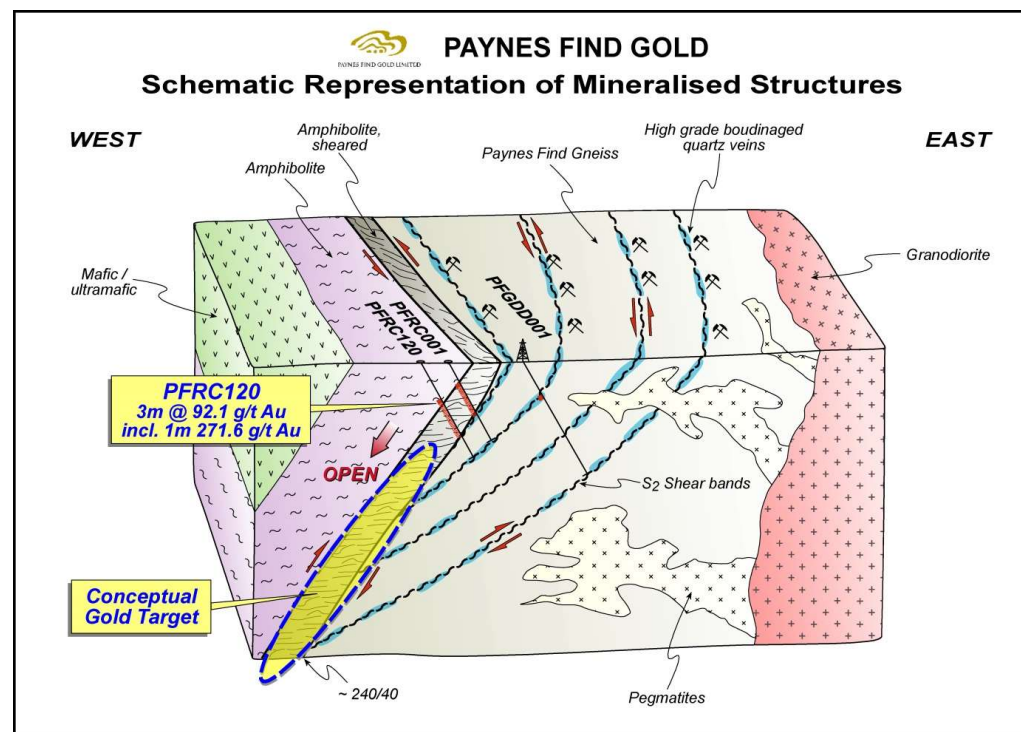 PAYNES FIND GOLD
PAYNES FIND GOLD LIMITED
Schematic Representation of Mineralised Structures
WEST
Amphibolite,
sheared
Amphibolite
Paynes Find Gneiss
High grade boudinaged
quartz veins
EAST
Granodiorite
Mafic /
ultramafic
PFRC120
PFRC001
PFGDD001
PFRC120
3m @ 92.1 g/t Au
incl. 1m 271.6 g/t Au
OPEN
S2 Shear bands
Conceptual
Gold Target
~ 240/40
Pegmatites